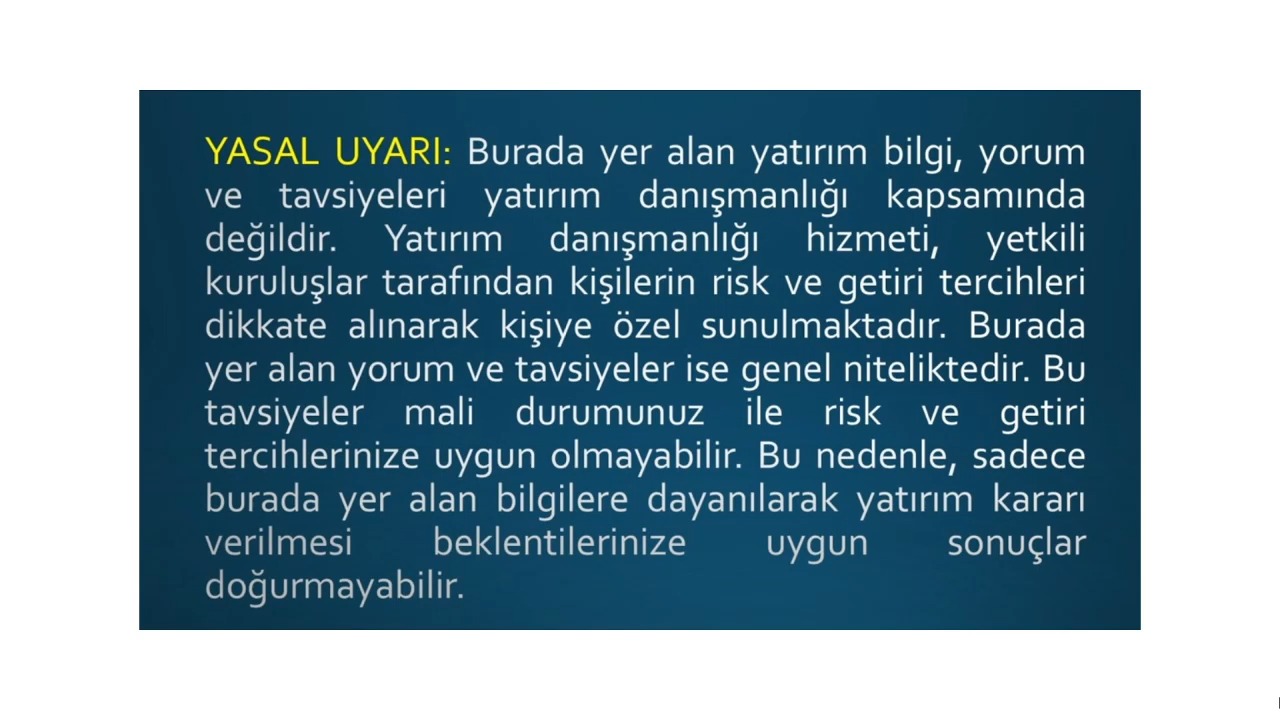 YASAL UYARI: Burada yer alan yatırım bilgi, yorum
ve tavsiyeleri yatırım danışmanlığı kapsamında
değildir. Yatırım danışmanlığı hizmeti, yetkili
kuruluşlar tarafından kişilerin risk ve getiri tercihleri
dikkate alınarak kişiye özel sunulmaktadır. Burada
yer alan yorum ve tavsiyeler ise genel niteliktedir. Bu
tavsiyeler mali durumunuz ile risk ve getiri
tercihlerinize uygun olmayabilir. Bu nedenle, sadece
burada yer alan bilgilere dayanılarak yatırım kararı
verilmesi beklentilerinize uygun sonuçlar
doğurmayabilir.